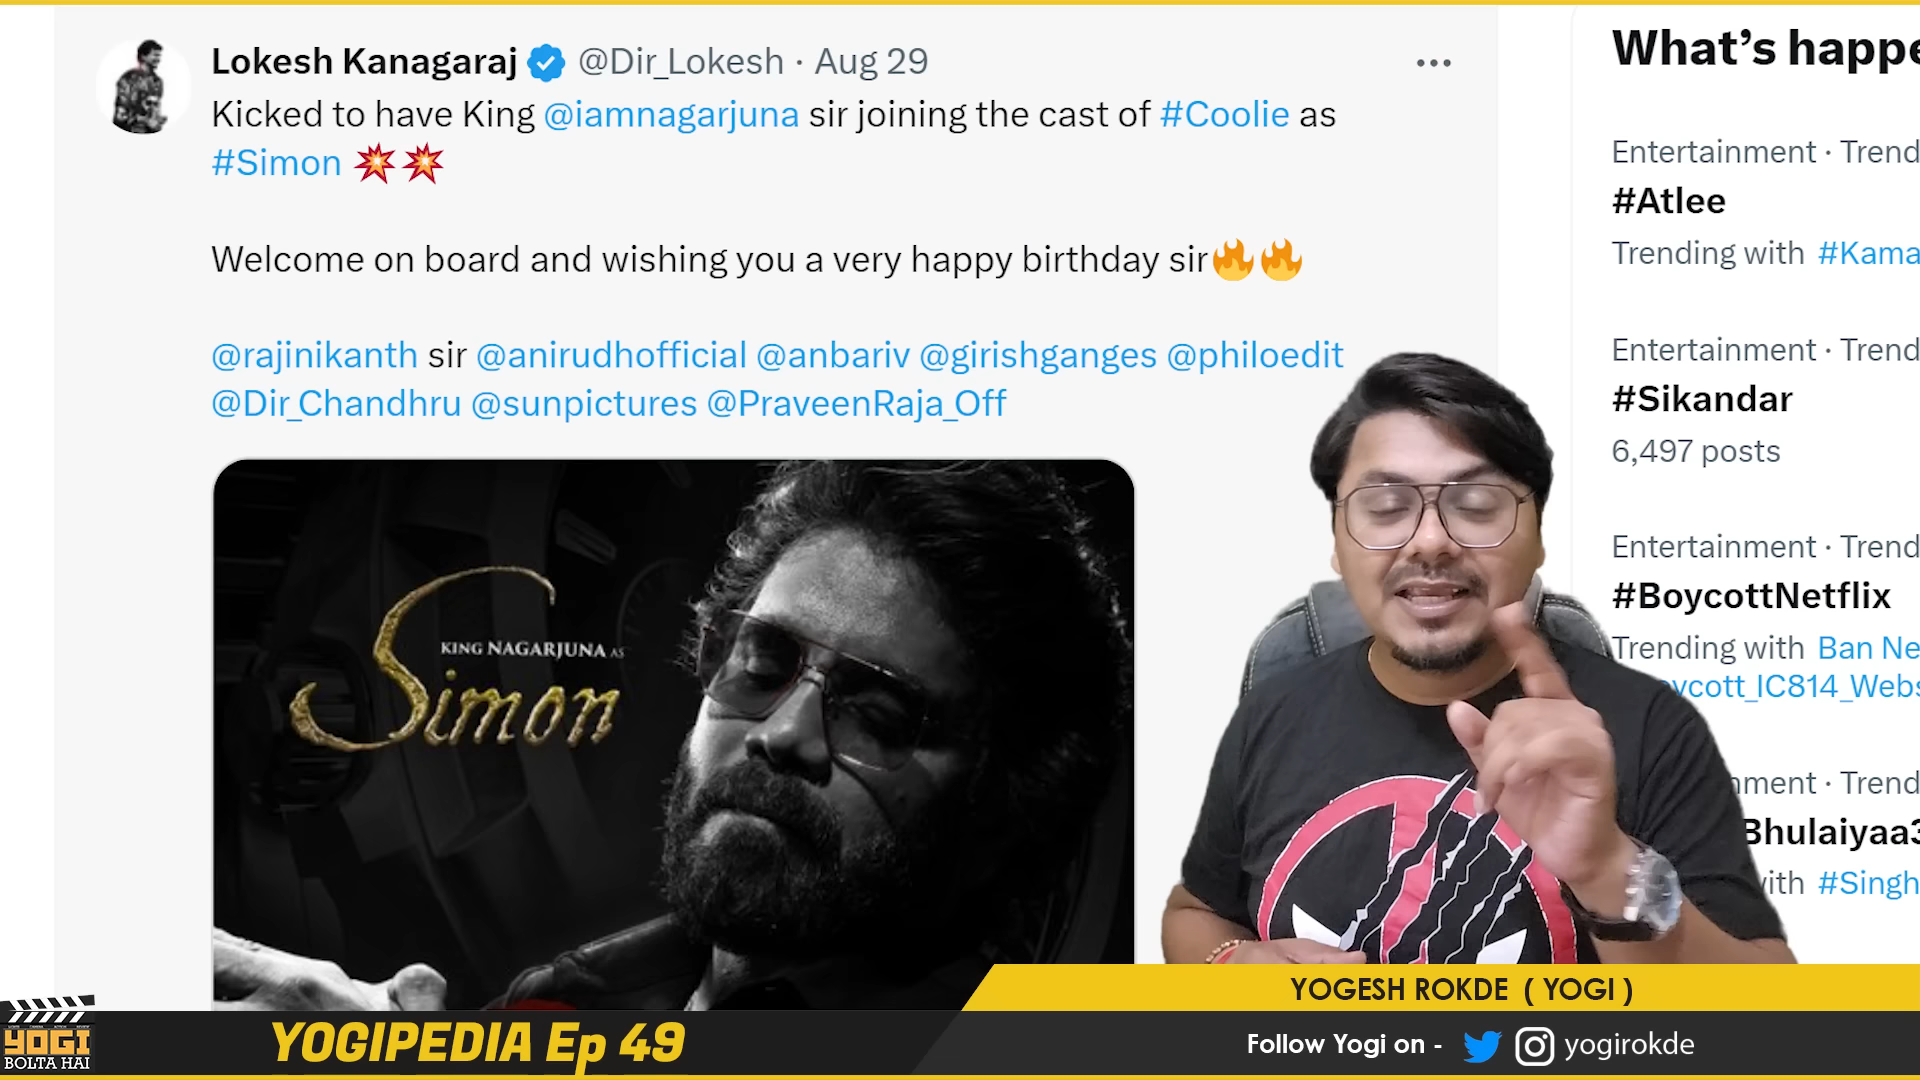 Lokesh Kanagaraj @Dir_Lokesh · Aug 29
Kicked to have King @iamnagarjuna sir joining the cast of #Coolie as
#Simon 💥💥
Welcome on board and wishing you a very happy birthday sir🔥🔥
@rajinikanth sir @anirudhofficial @anbariv @girishganges @philoedit
@Dir_Chandhru @sunpictures @PraveenRaja_Off
KING NAGARJUNA AS
Simon
What’s happe
Entertainment · Trend
#Atlee
Trending with #Kama
Entertainment · Trend
#Sikandar
6,497 posts
Entertainment · Trend
#BoycottNetflix
Trending with Ban Ne
ycott_IC814_Webs
nment · Trend
Bhulaiyaa3
with #Singh
YOGESH ROKDE ( YOGI )
YOGI
BOLTA HAI
YOGIPEDIA Ep 49
Follow Yogi on - yogirokde